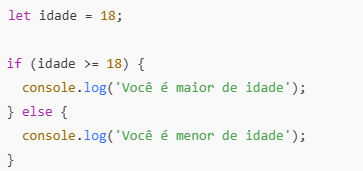 let idade = 18;

if (idade >= 18) {
  console.log('Você é maior de idade');
} else {
  console.log('Você é menor de idade');
}